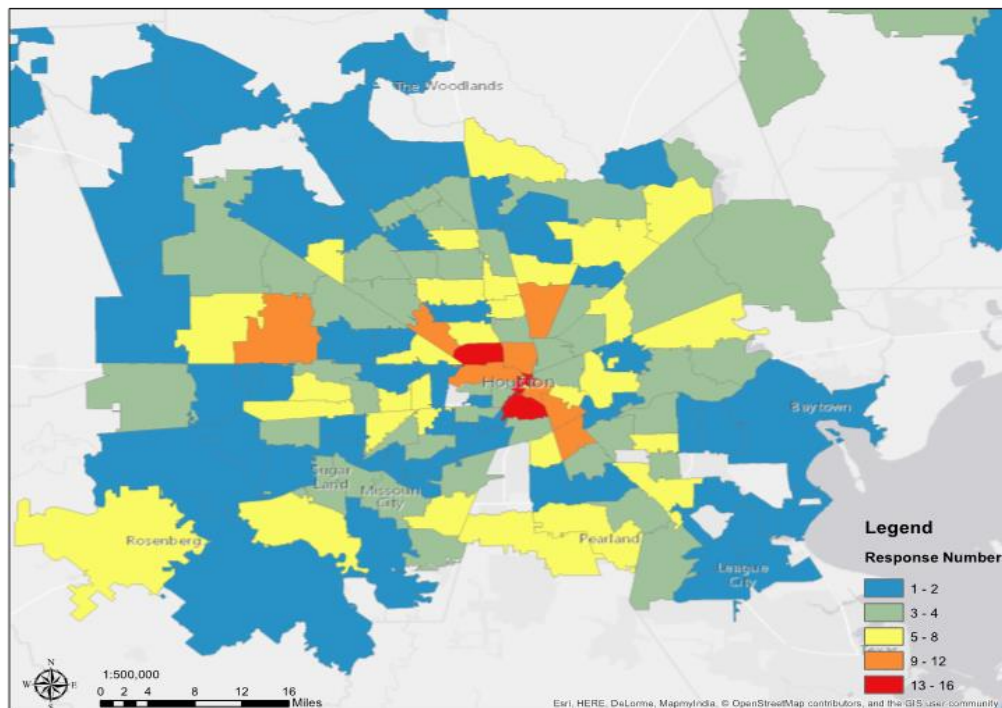 The Woodlands
Houston
Baytown
Sugar
Land
Missouri
City
Rosenberg
Pearland
League
City
Legend
Response Number
1 - 2
3 - 4
5 - 8
9 - 12
13 - 16
N
W
E
S
1:500,000
0 2 4 8 12 16
Miles
Esri, HERE, DeLorme, MapmyIndia, © OpenStreetMap contributors, and the GIS user community